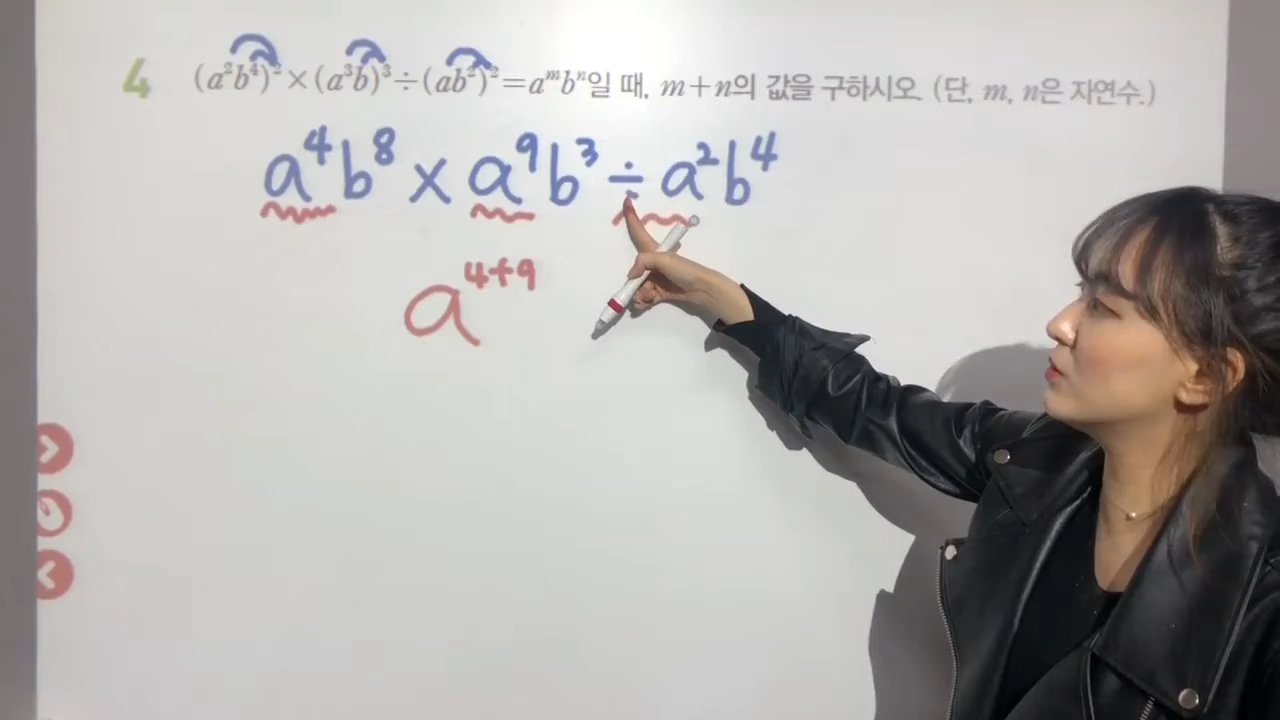 4 (a²b⁴)²×(a³b)³÷(ab²)²=aᵐbⁿ일 때, m+n의 값을 구하시오. (단, m, n은 자연수.)
a⁴b⁸×a⁹b³÷a²b⁴
a⁴⁺⁹